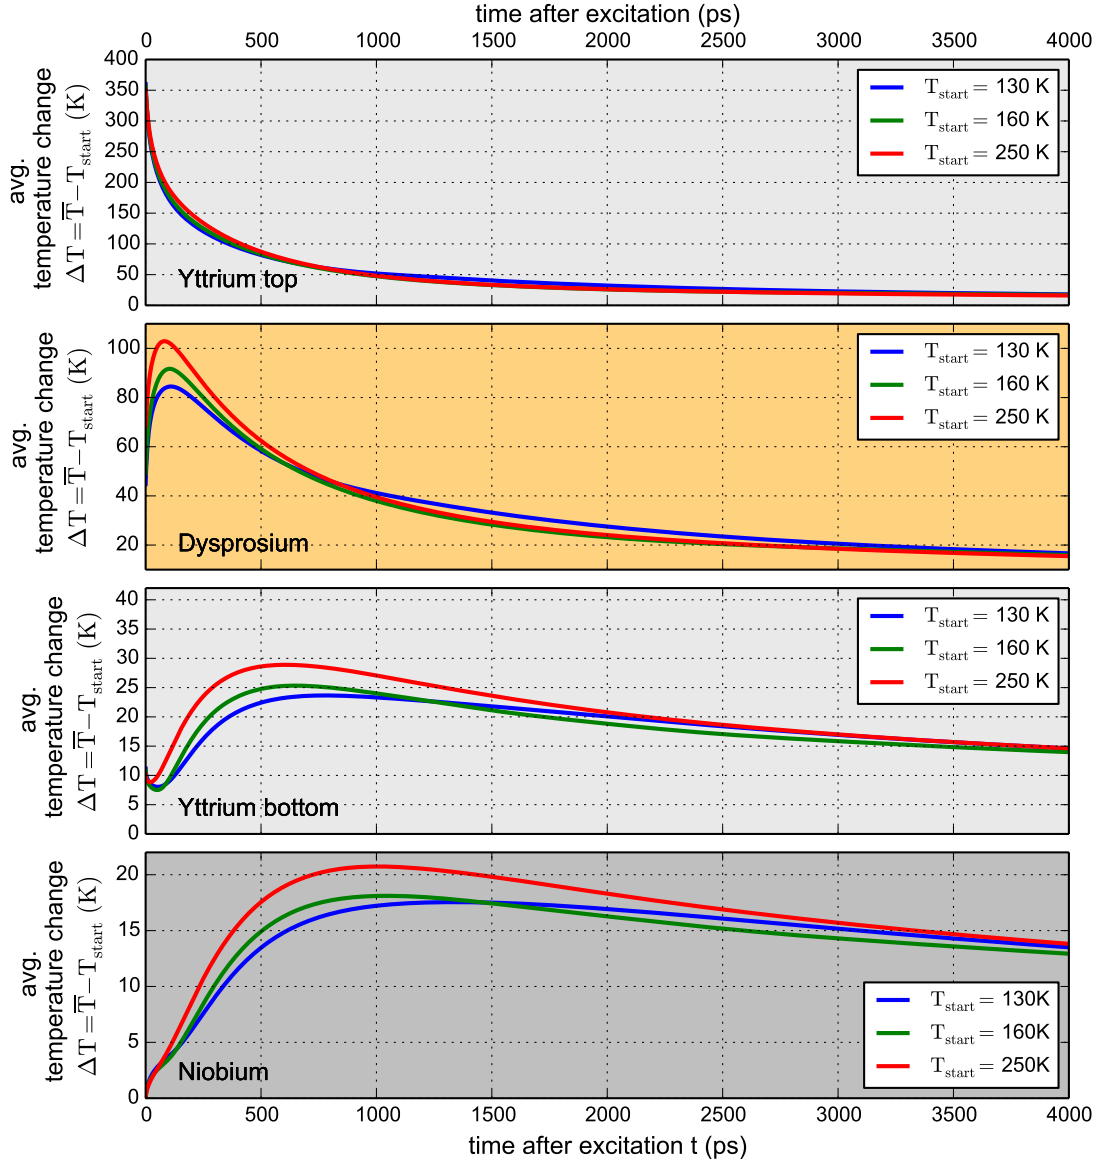 time after excitation (ps)
0 500 1000 1500 2000 2500 3000 3500 4000
avg.
temperature change
ΔT = T̅ − T_start (K)
400
350
300
250
200
150
100
50
0
T_start = 130 K
T_start = 160 K
T_start = 250 K
Yttrium top
avg.
temperature change
ΔT = T̅ − T_start (K)
100
80
60
40
20
T_start = 130 K
T_start = 160 K
T_start = 250 K
Dysprosium
avg.
temperature change
ΔT = T̅ − T_start (K)
40
35
30
25
20
15
10
5
0
T_start = 130 K
T_start = 160 K
T_start = 250 K
Yttrium bottom
avg.
temperature change
ΔT = T̅ − T_start (K)
20
15
10
5
0
T_start = 130K
T_start = 160K
T_start = 250K
Niobium
0 500 1000 1500 2000 2500 3000 3500 4000
time after excitation t (ps)